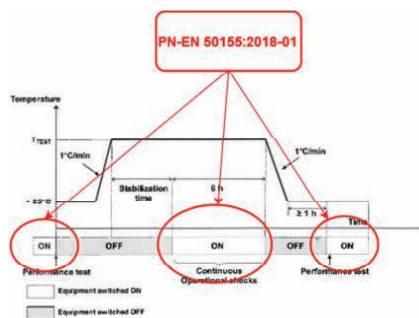 PN-EN 50155:2018-01
Temperature
TTEST
1°C/min
1°C/min
Stabilization
time
6 h
≥ 1 h
Time
ON
OFF
ON
OFF
ON
Performance test
Continuous
Operational checks
Performance test
Equipment switched ON
Equipment switched OFF